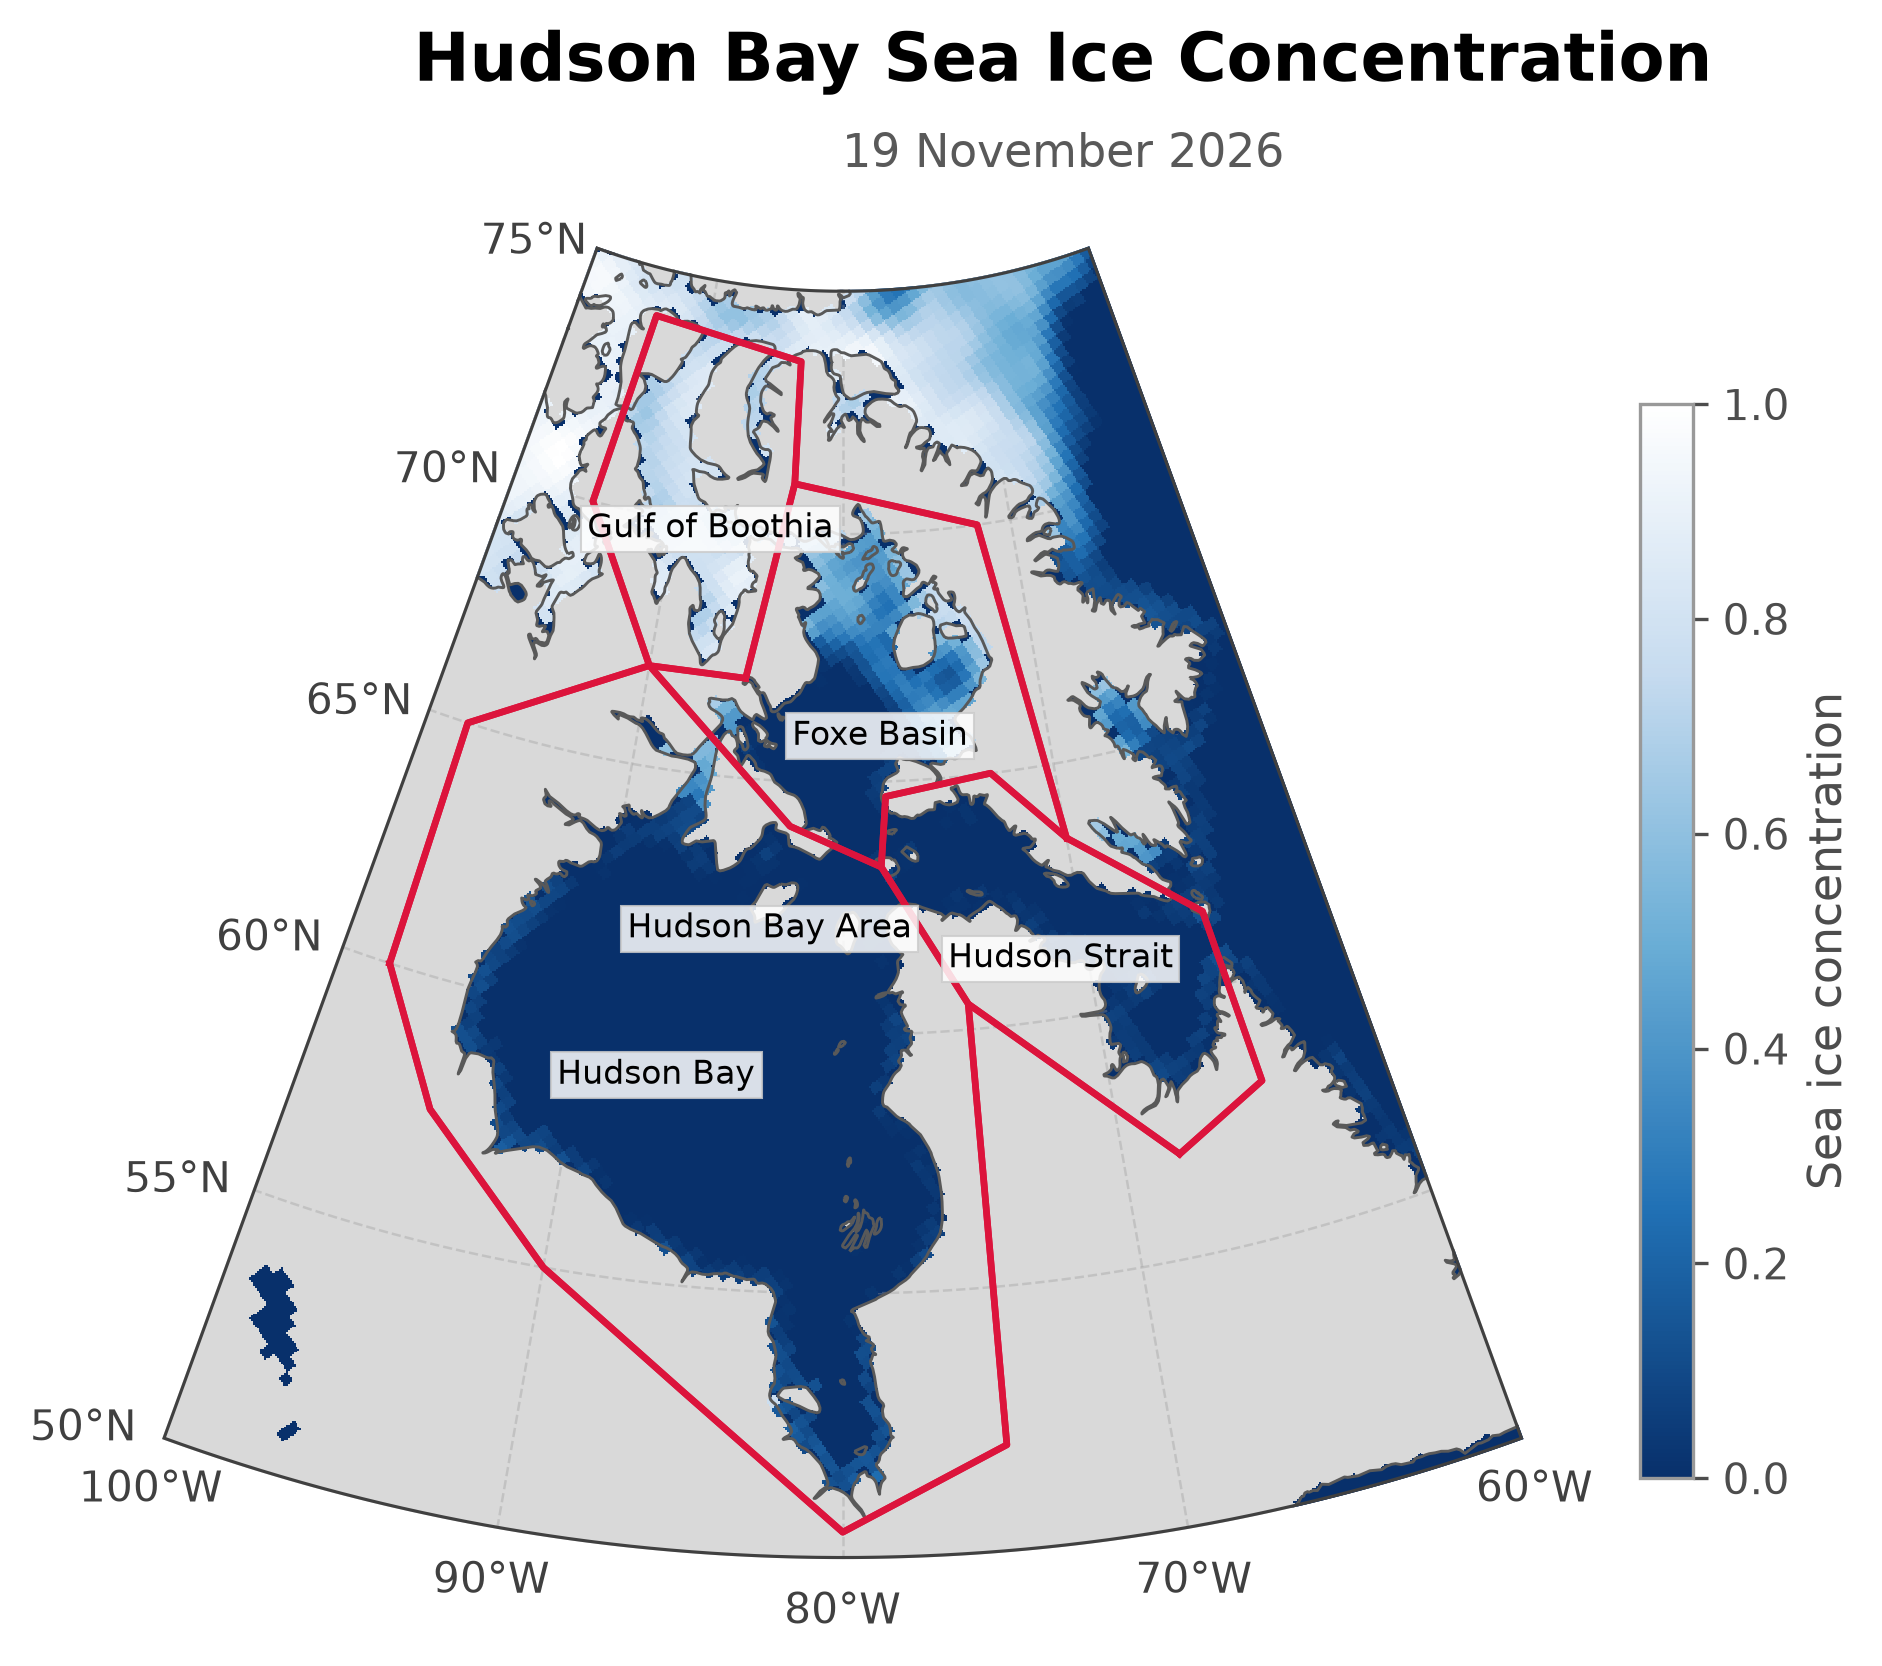 Hudson Bay Sea Ice Concentration
19 November 2026
75°N
70°N
65°N
60°N
55°N
50°N
100°W
90°W
80°W
70°W
60°W
Gulf of Boothia
Foxe Basin
Hudson Bay Area
Hudson Strait
Hudson Bay
1.0
0.8
0.6
0.4
0.2
0.0
Sea ice concentration